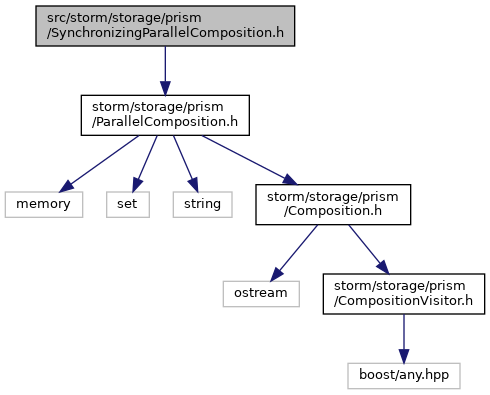 src/storm/storage/prism
/SynchronizingParallelComposition.h
storm/storage/prism
/ParallelComposition.h
memory
set
string
storm/storage/prism
/Composition.h
ostream
storm/storage/prism
/CompositionVisitor.h
boost/any.hpp